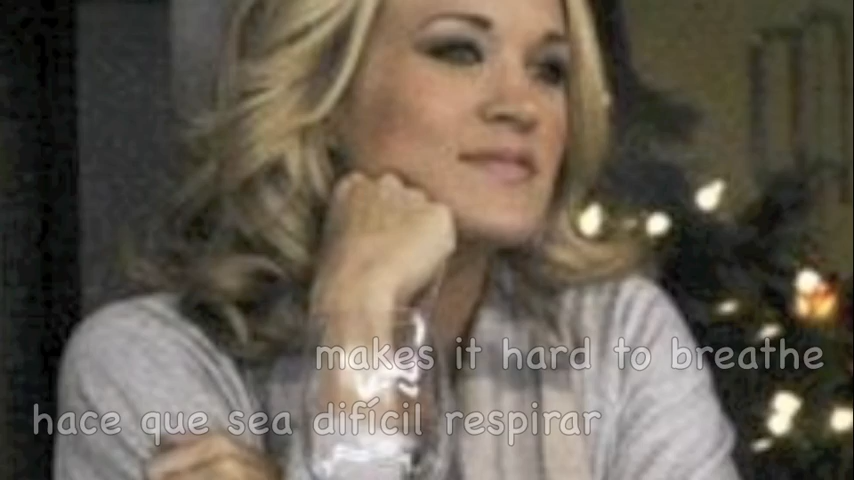 makes it hard to breathe
hace que sea difícil respirar